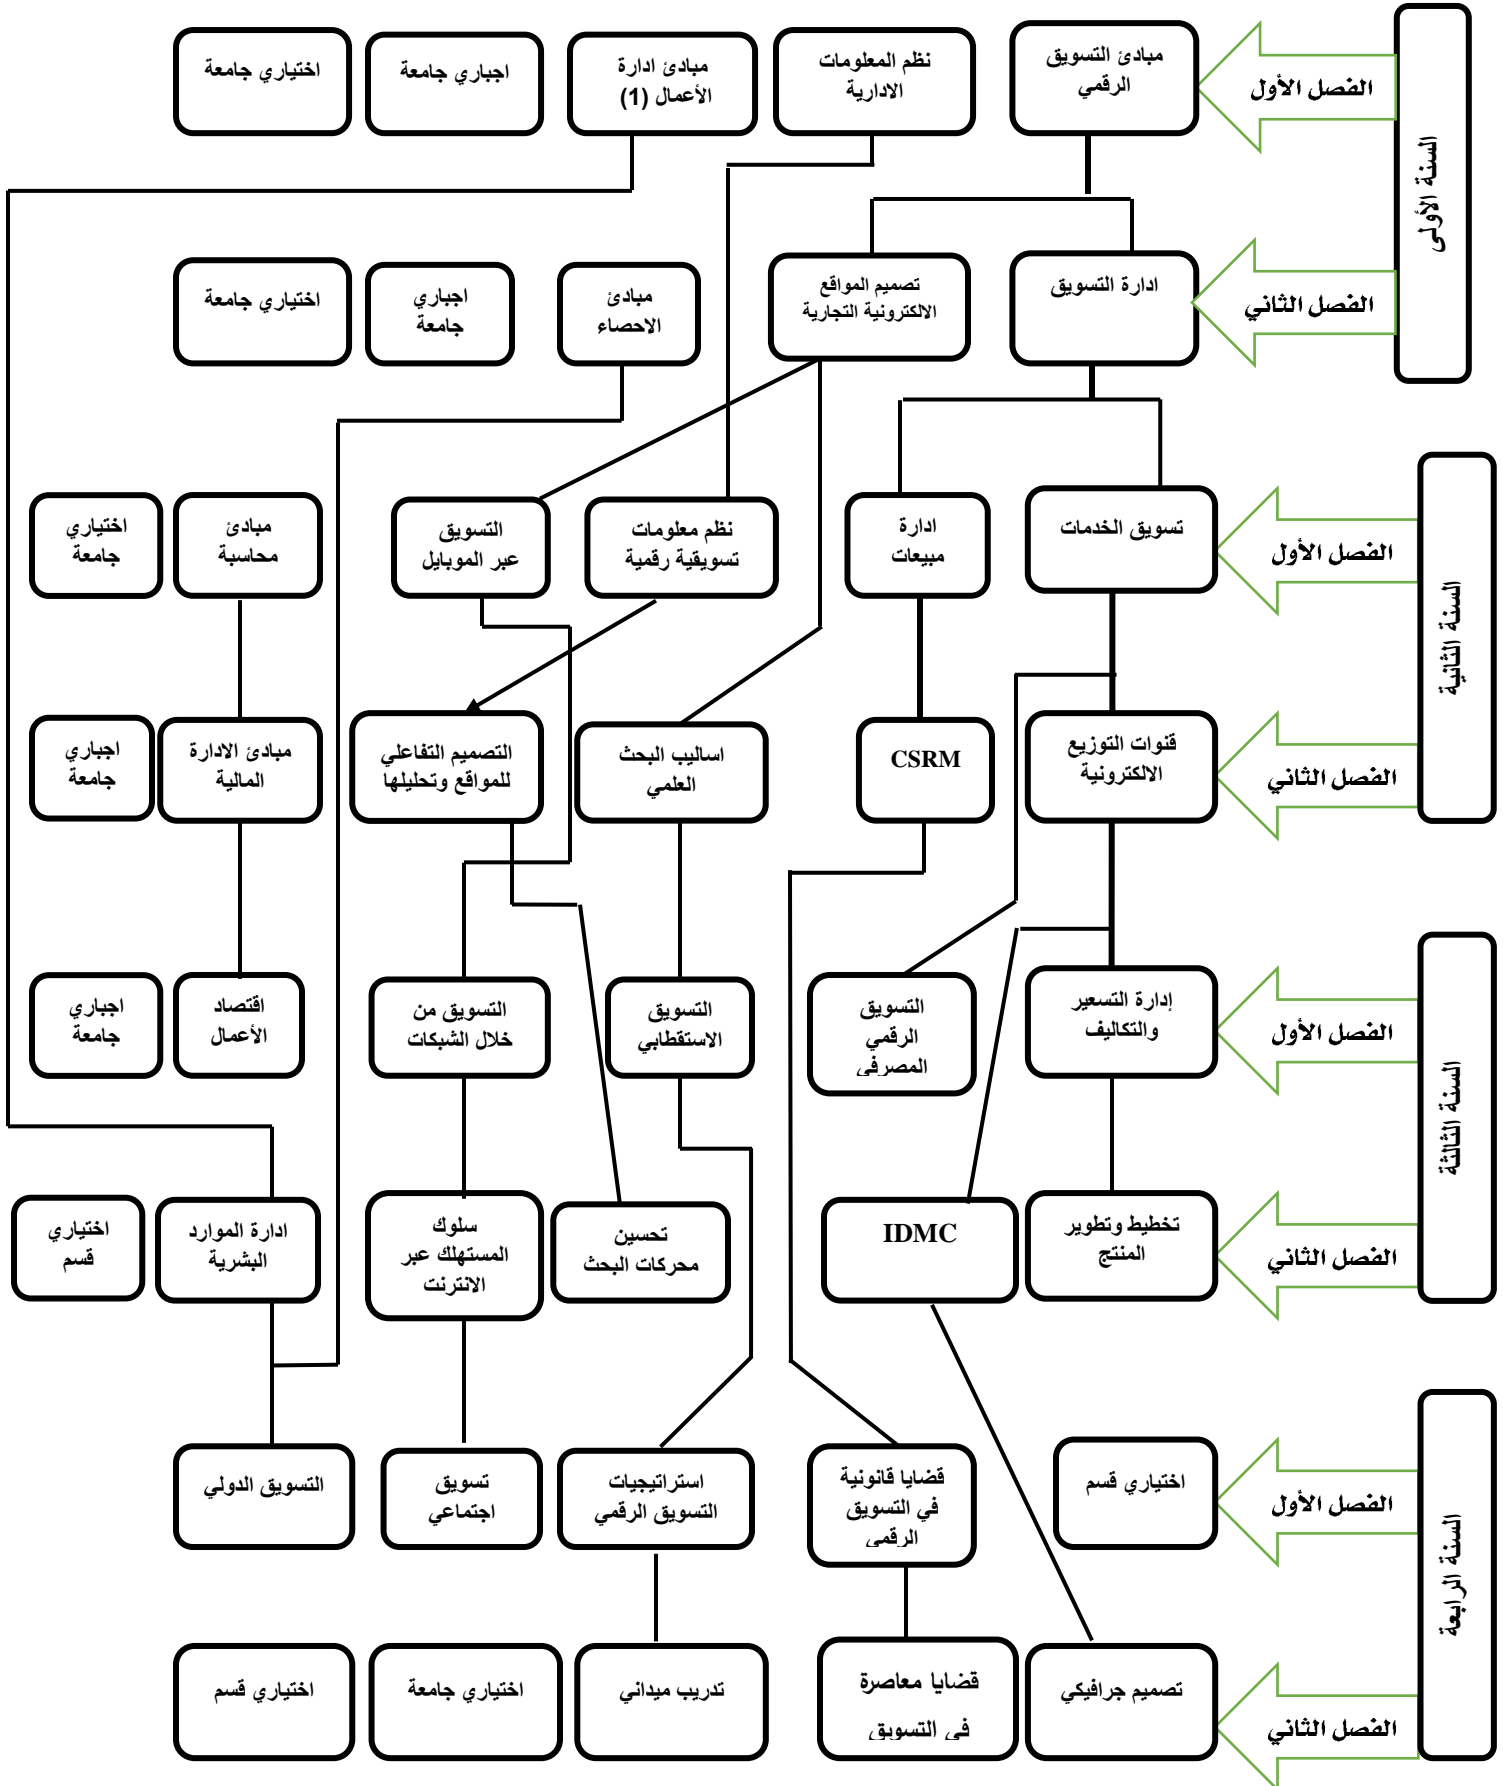 السنة الأولى
الفصل الأول
مبادئ التسويق
الرقمي
نظم المعلومات
الادارية
مبادئ ادارة
الأعمال (1)
اجباري جامعة
اختياري جامعة
الفصل الثاني
ادارة التسويق
تصميم المواقع
الالكترونية التجارية
مبادئ
الاحصاء
اجباري
جامعة
اختياري جامعة
السنة الثانية
الفصل الأول
تسويق الخدمات
ادارة
مبيعات
نظم معلومات
تسويقية رقمية
التسويق
عبر الموبايل
مبادئ
محاسبة
اختياري
جامعة
الفصل الثاني
قنوات التوزيع
الالكترونية
CSRM
اساليب البحث
العلمي
التصميم التفاعلي
للمواقع وتحليلها
مبادئ الادارة
المالية
اجباري
جامعة
السنة الثالثة
الفصل الأول
إدارة التسعير
والتكاليف
التسويق
الرقمي
المصرفي
التسويق
الاستقطابي
التسويق من
خلال الشبكات
اقتصاد
الأعمال
اجباري
جامعة
الفصل الثاني
تخطيط وتطوير
المنتج
IDMC
تحسين
محركات البحث
سلوك
المستهلك عبر
الانترنت
ادارة الموارد
البشرية
اختياري
قسم
السنة الرابعة
الفصل الأول
اختياري قسم
قضايا قانونية
في التسويق
الرقمي
استراتيجيات
التسويق الرقمي
تسويق
اجتماعي
التسويق الدولي
الفصل الثاني
تصميم جرافيكي
قضايا معاصرة
في التسويق
تدريب ميداني
اختياري جامعة
اختياري قسم